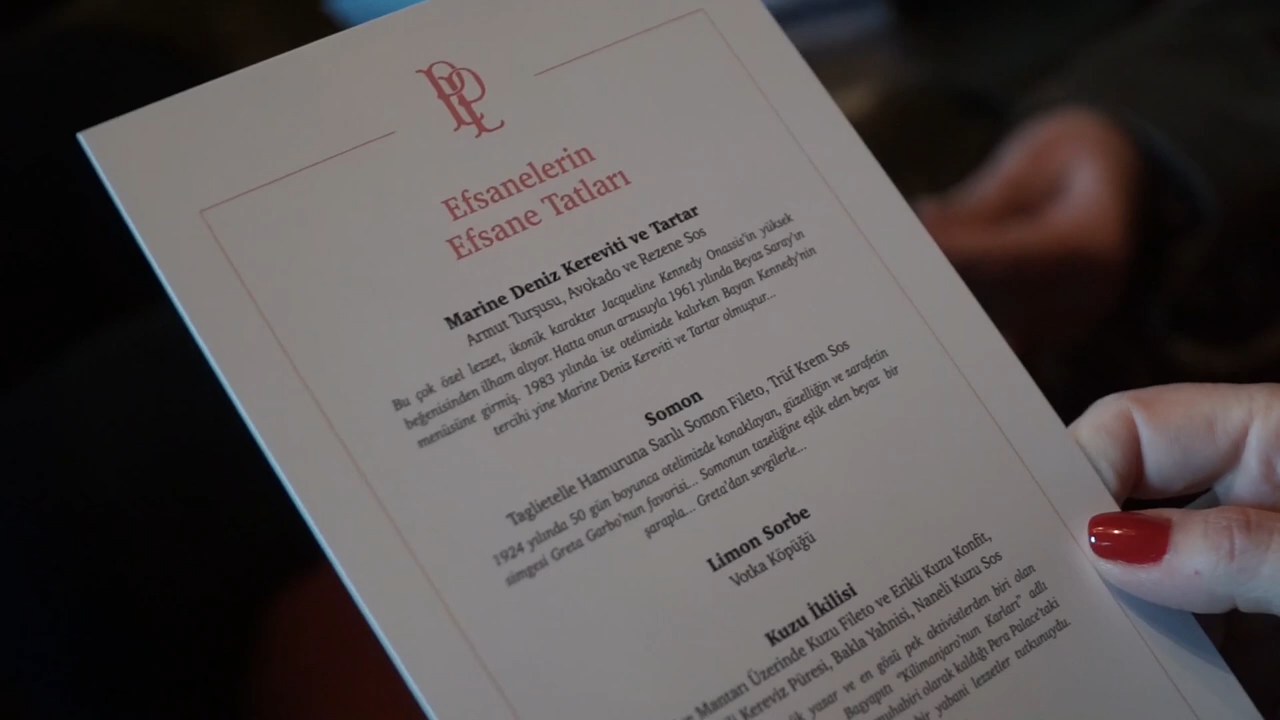 PPL
Efsanelerin
Efsane Tatları
Marine Deniz Kereviti ve Tartar
Armut Turşusu, Avokado ve Rezene Sos
Bu çok özel lezzet, ikonik karakter Jacqueline Kennedy Onassis'in yüksek
beğenisinden ilham alıyor. Hatta onun arzusuyla 1961 yılında Beyaz Saray'ın
menüsüne girmiş. 1983 yılında ise otelimizde kalırken Bayan Kennedy'nin
tercihi yine Marine Deniz Kereviti ve Tartar olmuştur...
Somon
Taglietelle Hamuruna Sarılı Somon Fileto, Trüf Krem Sos
1924 yılında 50 gün boyunca otelimizde konaklayan, güzelliğin ve zarafetin
simgesi Greta Garbo'nun favorisi... Somonun tazeliğine eşlik eden beyaz bir
şarapla... Greta'dan sevgilerle...
Limon Sorbe
Votka Köpüğü
Kuzu İkilisi
Mantarı Üzerinde Kuzu Fileto ve Erikli Kuzu Konfit,
Kereviz Püresi, Bakla Yahnisi, Naneli Kuzu Sos
yazar ve en gözü pek aktivistlerden biri olan
Başyapıtı "Kilimanjaro'nun Karları" adlı
muhabiri olarak kaldığı Pera Palace'taki
bir yabani lezzetler tutkunuydu.